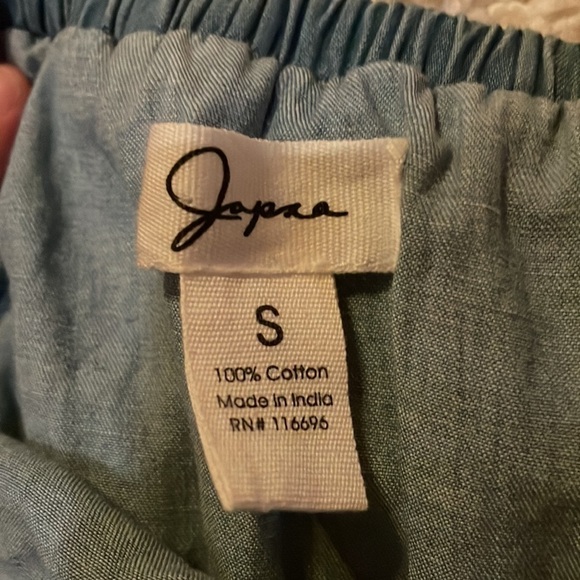 Japna
S
100% Cotton
Made in India
RN# 116696